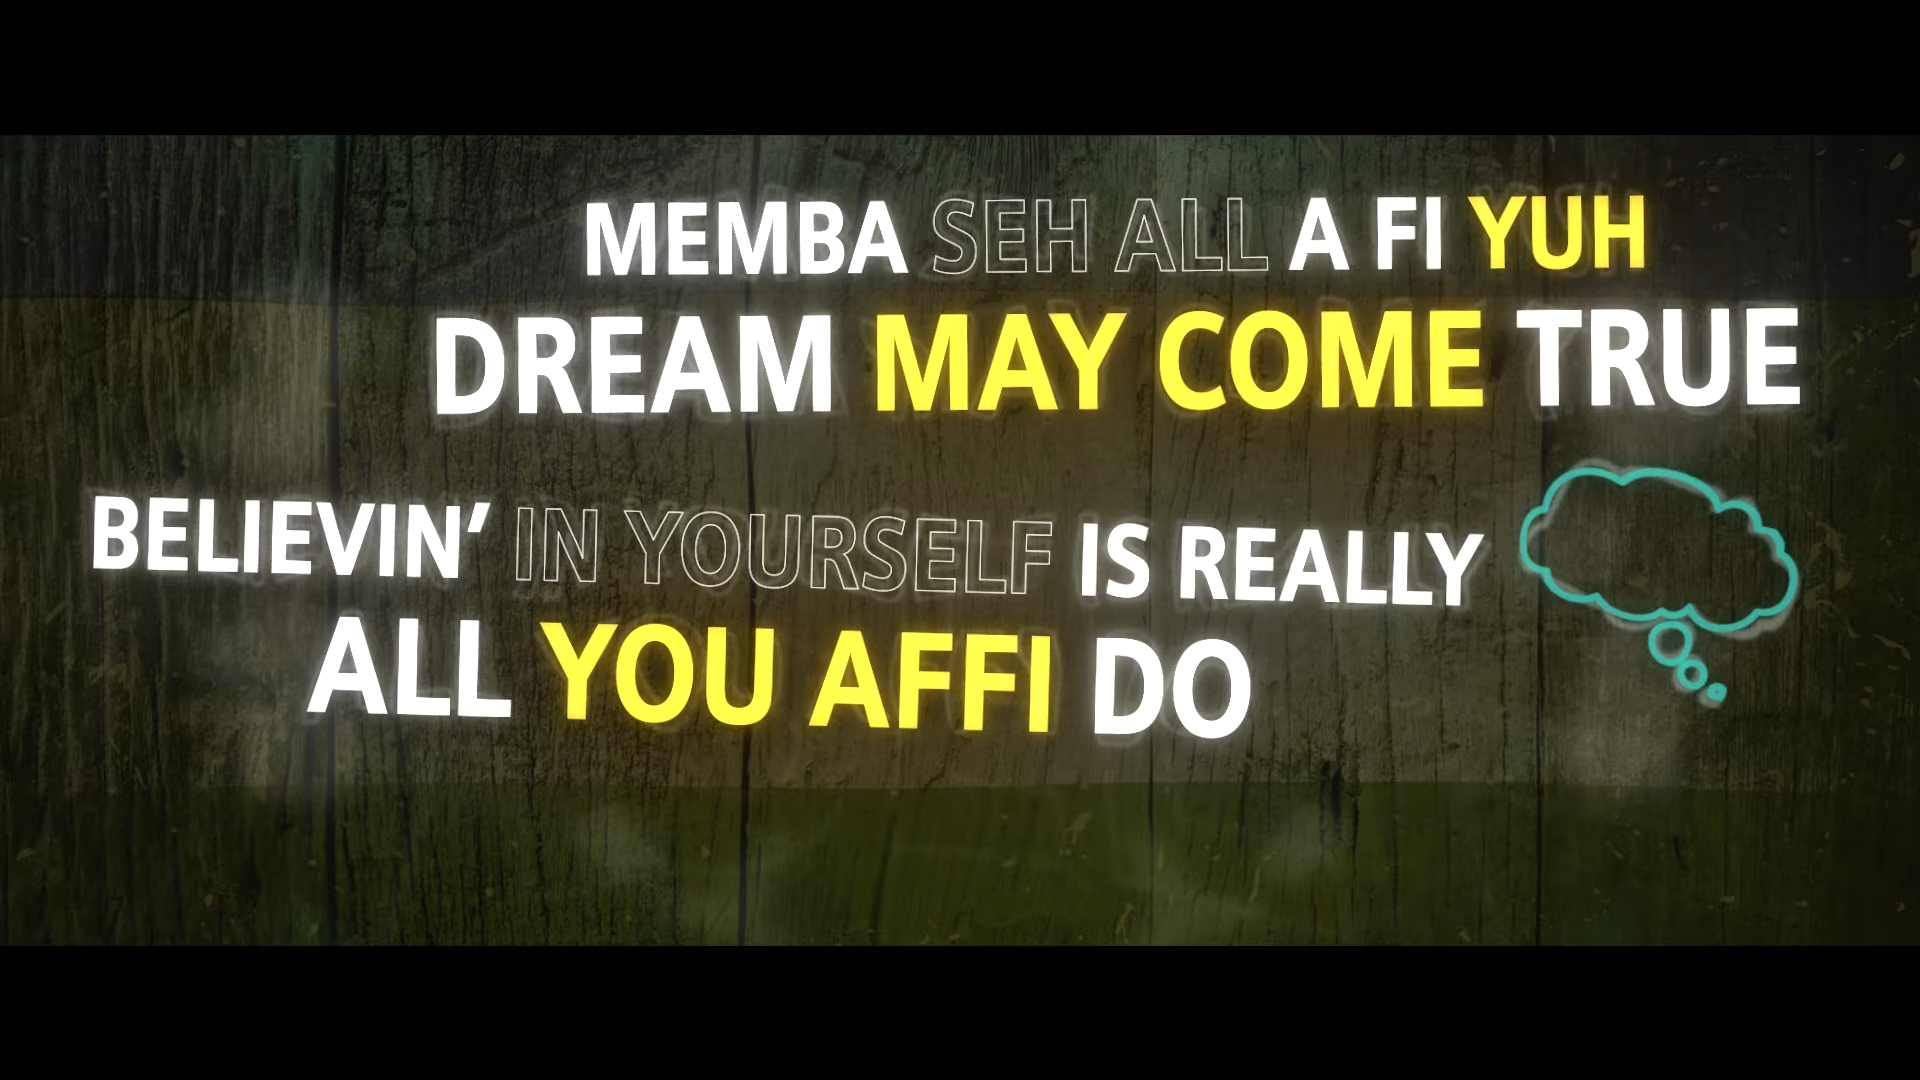 MEMBA SEH ALL A FI YUH
DREAM MAY COME TRUE
BELIEVIN’ IN YOURSELF IS REALLY
ALL YOU AFFI DO